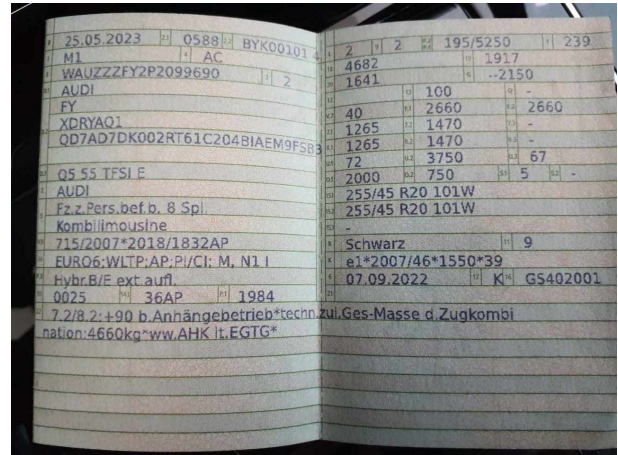 25.05.2023 0588 BYK00101 4
M1 AC
WAUZZZFY2P2099690 2
AUDI
FY
XDRYAQ1
QD7AD7DK002RT61C204BIAEM9FSB3
Q5 55 TFSI E
AUDI
Fz.z.Pers.bef.b. 8 Spl.
Kombilimousine
715/2007*2018/1832AP
EURO6;WLTP;AP;PI/CI; M, N1 I
Hybr.B/E ext.aufl.
0025 36AP 1984
2 2 195/5250 239
4682 1917
1641 --2150
100 -
40 2660 2660
1265 1470 -
1265 1470 -
72 3750 67
2000 750 5 -
255/45 R20 101W
255/45 R20 101W
-
Schwarz 9
e1*2007/46*1550*39
07.09.2022 K GS402001
7.2/8.2:+90 b.Anhängebetrieb*techn.zul.Ges-Masse d.Zugkombi
nation:4660kg*ww.AHK lt.EGTG*